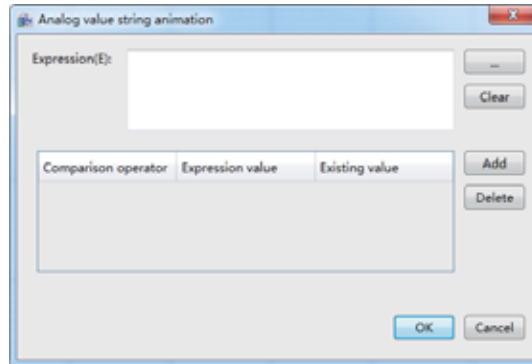 Analog value string animation
Expression(E):
...
Clear
Comparison operator Expression value Existing value
Add
Delete
OK Cancel